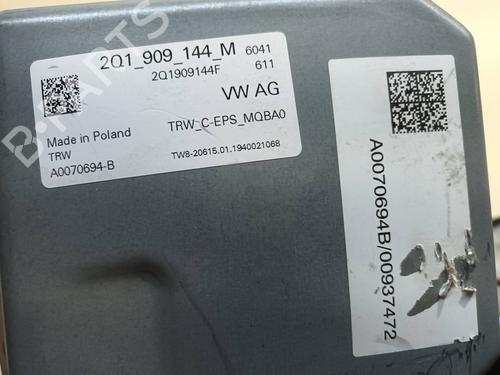 2Q1_909_144_M 6041
2Q1909144F 611
VW AG
Made in Poland TRW_C-EPS_MQBA0
TRW
A0070694-B TW8-20615.01.1940021068
A0070694B/00937472
B-PARTS